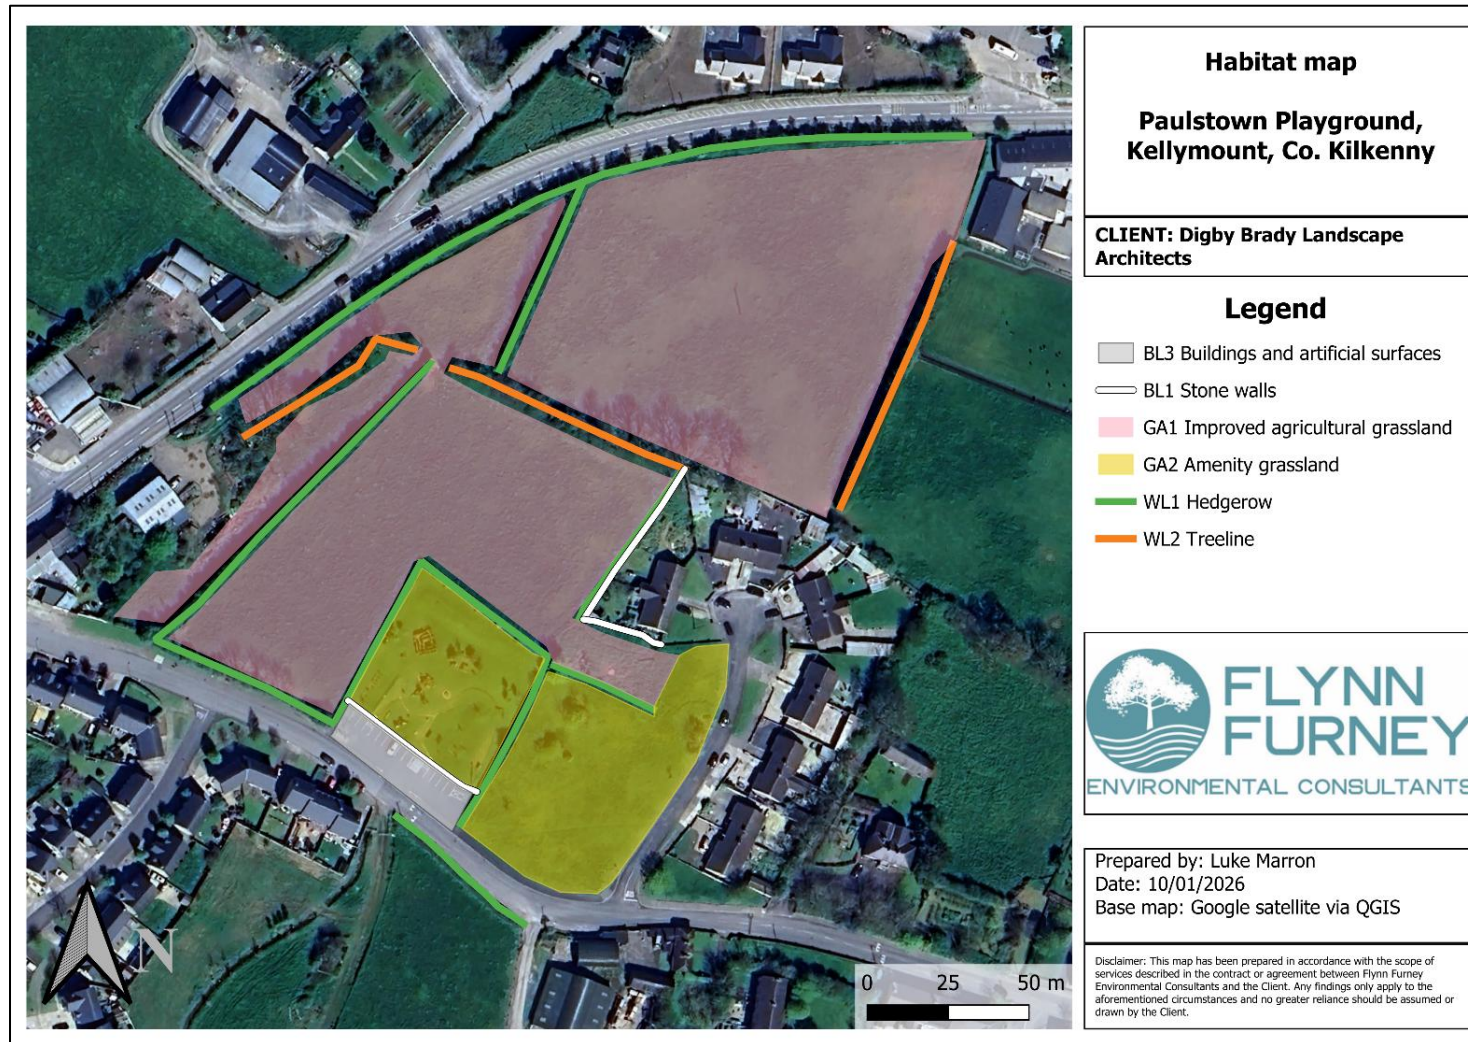 Habitat map
Paulstown Playground,
Kellymount, Co. Kilkenny
CLIENT: Digby Brady Landscape
Architects
Legend
BL3 Buildings and artificial surfaces
BL1 Stone walls
GA1 Improved agricultural grassland
GA2 Amenity grassland
WL1 Hedgerow
WL2 Treeline
FLYNN
FURNEY
ENVIRONMENTAL CONSULTANTS
Prepared by: Luke Marron
Date: 10/01/2026
Base map: Google satellite via QGIS
Disclaimer: This map has been prepared in accordance with the scope of
services described in the contract or agreement between Flynn Furney
Environmental Consultants and the Client. Any findings only apply to the
aforementioned circumstances and no greater reliance should be assumed or
drawn by the Client.
N
0 25 50 m